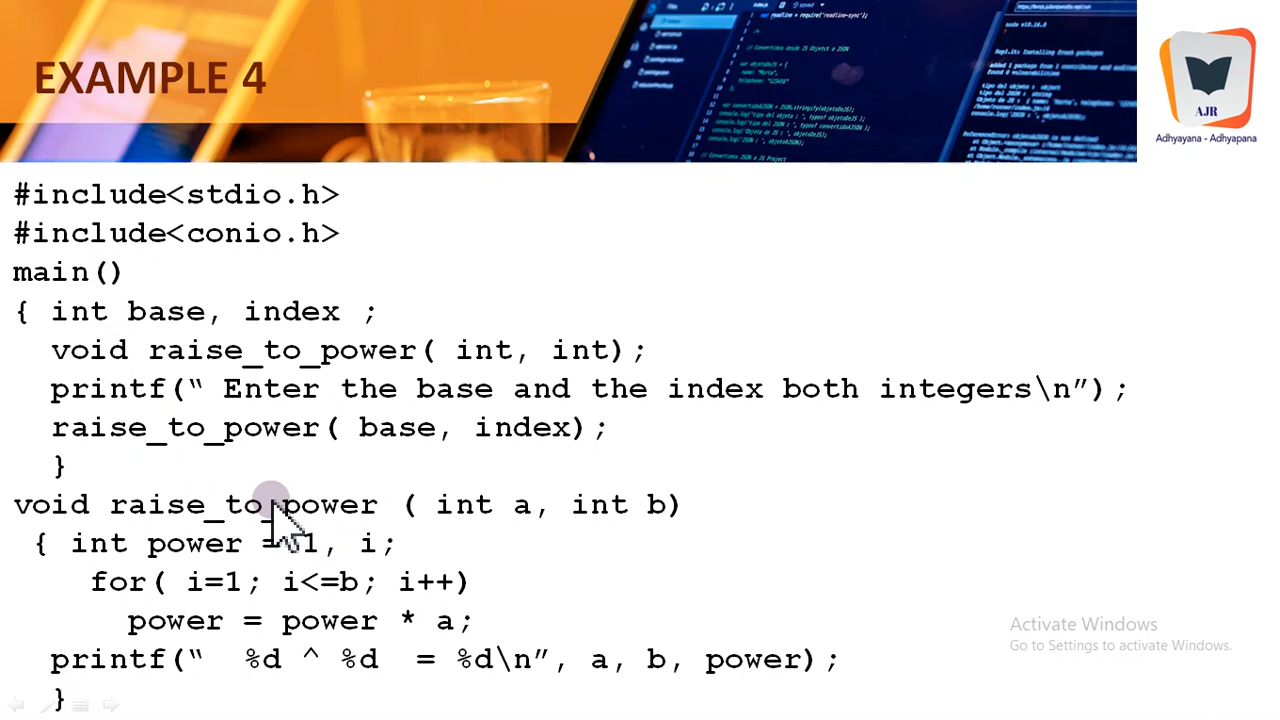 EXAMPLE 4
AJR
Adhyayana - Adhyapana
#include<stdio.h>
#include<conio.h>
main()
{ int base, index ;
void raise_to_power( int, int);
printf(“ Enter the base and the index both integers\n”);
raise_to_power( base, index);
}
void raise_to_power ( int a, int b)
{ int power = 1, i;
for( i=1; i<=b; i++)
power = power * a;
printf(“ %d ^ %d = %d\n”, a, b, power);
}
Activate Windows
Go to Settings to activate Windows.